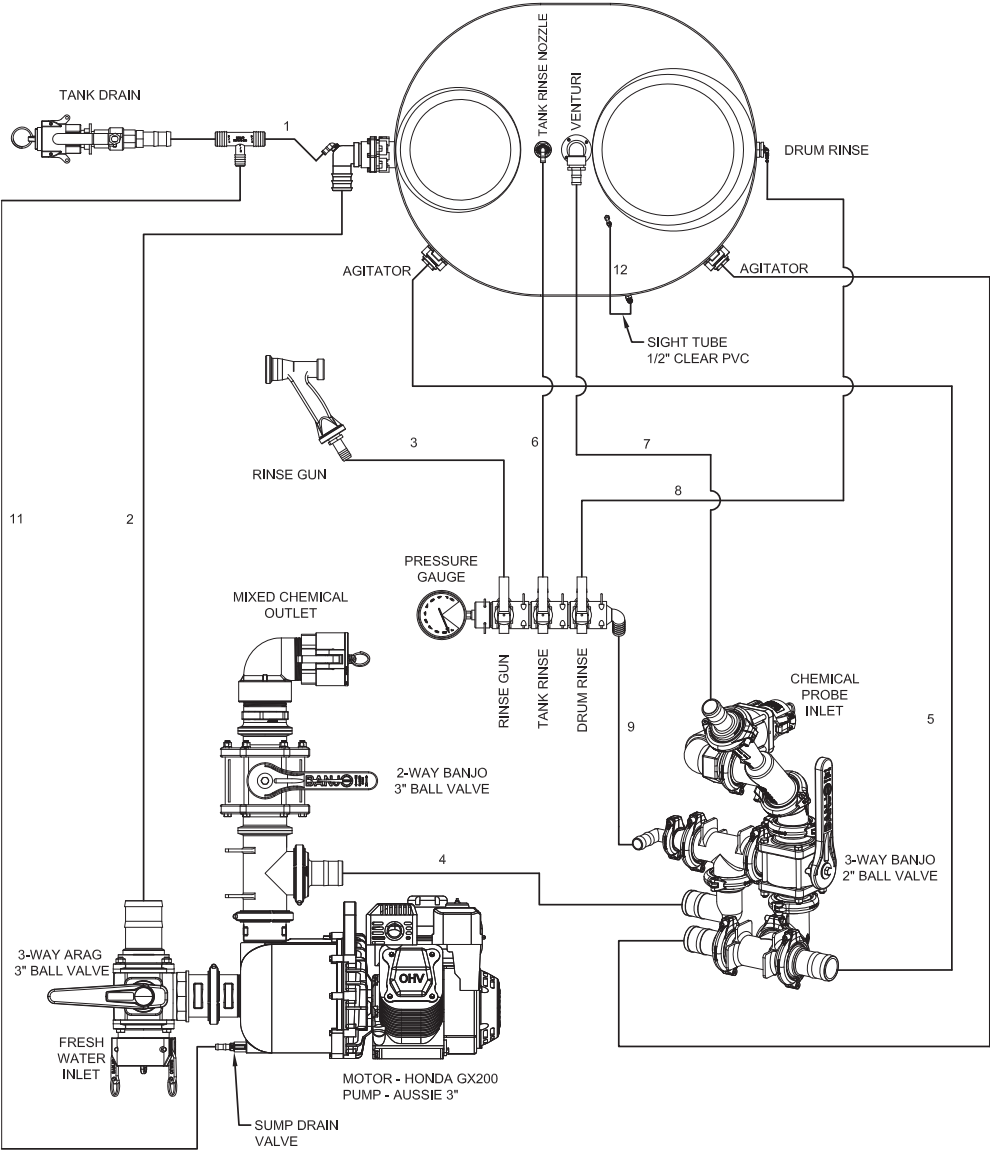 TANK DRAIN
1
TANK RINSE NOZZLE
VENTURI
DRUM RINSE
AGITATOR
12
AGITATOR
SIGHT TUBE
1/2" CLEAR PVC
RINSE GUN
3
6
7
8
11
2
PRESSURE
GAUGE
MIXED CHEMICAL
OUTLET
RINSE GUN
TANK RINSE
DRUM RINSE
9
CHEMICAL
PROBE
INLET
5
BANJO
2-WAY BANJO
3" BALL VALVE
BANJO
4
3-WAY BANJO
2" BALL VALVE
3-WAY ARAG
3" BALL VALVE
OHV
FRESH
WATER
INLET
MOTOR - HONDA GX200
PUMP - AUSSIE 3"
SUMP DRAIN
VALVE